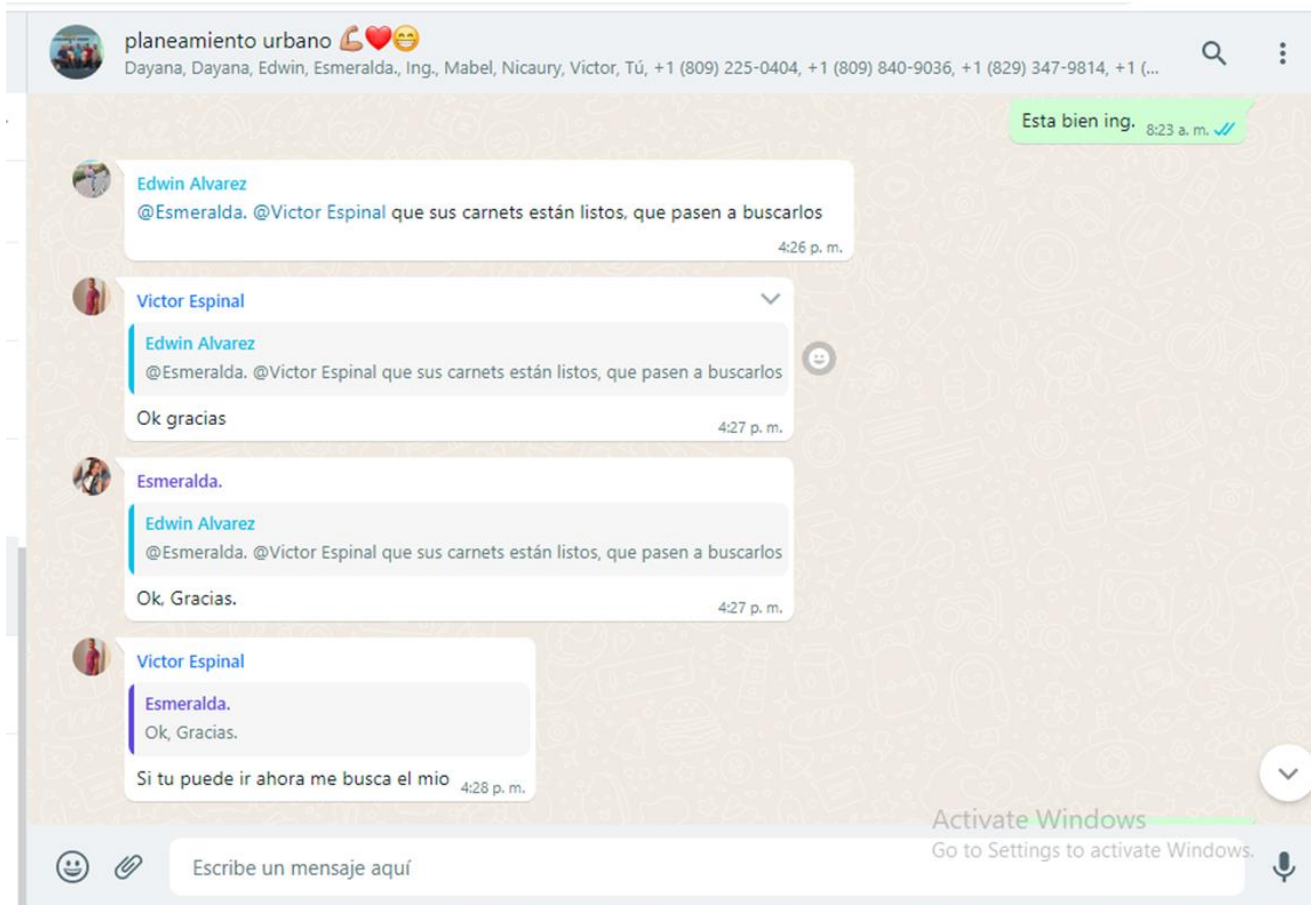 planeamiento urbano 💪❤️😁
Dayana, Dayana, Edwin, Esmeralda., Ing., Mabel, Nicaury, Victor, Tú, +1 (809) 225-0404, +1 (809) 840-9036, +1 (829) 347-9814, +1 (...
Esta bien ing. 8:23 a. m.
Edwin Alvarez
@Esmeralda. @Victor Espinal que sus carnets están listos, que pasen a buscarlos
4:26 p. m.
Victor Espinal
Edwin Alvarez
@Esmeralda. @Victor Espinal que sus carnets están listos, que pasen a buscarlos
Ok gracias
4:27 p. m.
Esmeralda.
Edwin Alvarez
@Esmeralda. @Victor Espinal que sus carnets están listos, que pasen a buscarlos
Ok, Gracias.
4:27 p. m.
Victor Espinal
Esmeralda.
Ok, Gracias.
Si tu puede ir ahora me busca el mio 4:28 p. m.
Activate Windows
Go to Settings to activate Windows.
Escribe un mensaje aquí